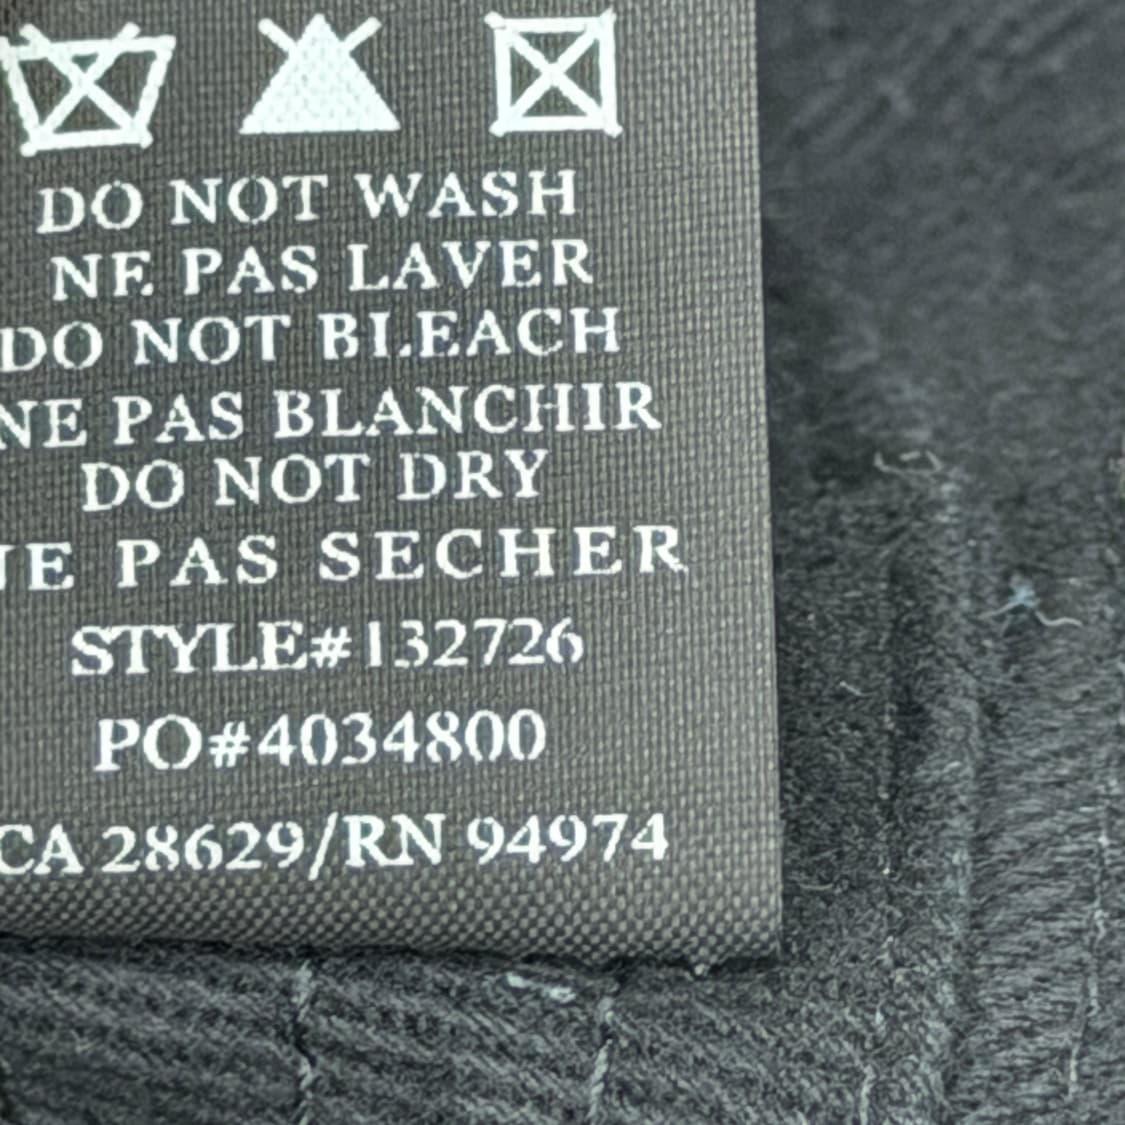 DO NOT WASH
NE PAS LAVER
DO NOT BLEACH
NE PAS BLANCHIR
DO NOT DRY
NE PAS SECHER
STYLE#132726
PO#4034800
CA 28629/RN 94974